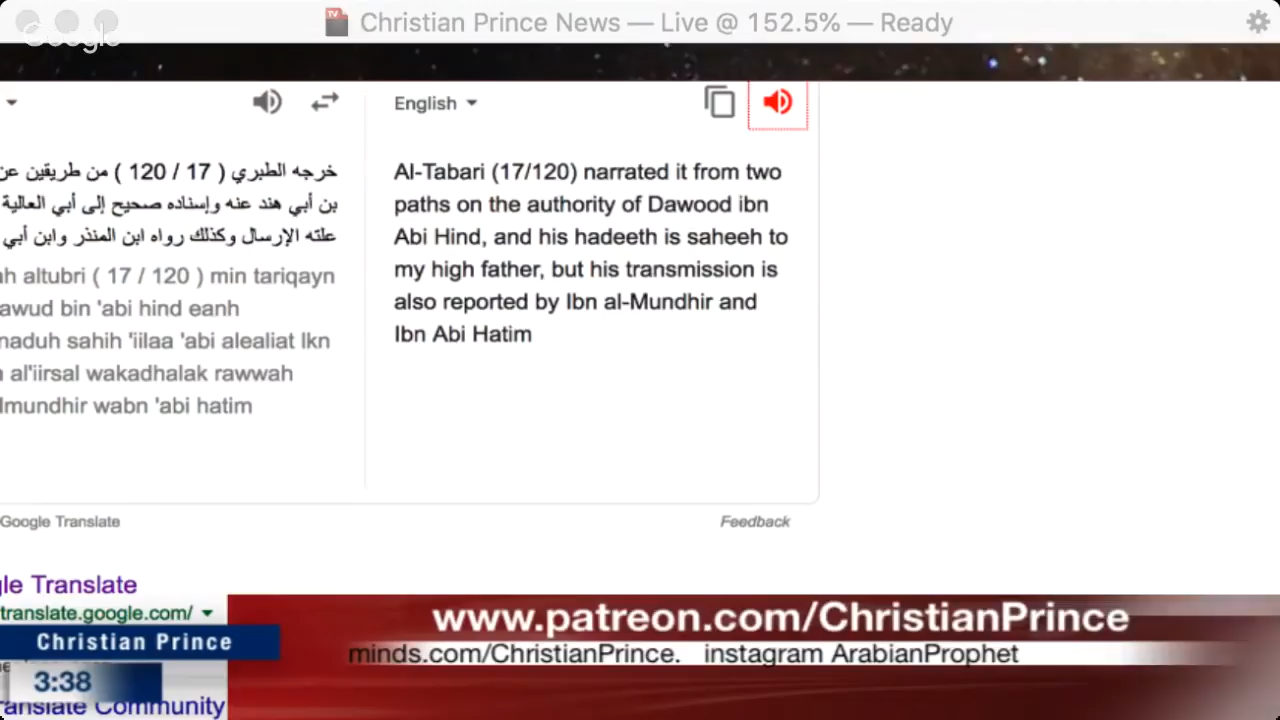 Christian Prince News — Live @ 152.5% — Ready
Google
English
خرجه الطبري ( 17 / 120 ) من طريقين عن
بن أبي هند عنه وإسناده صحيح إلى أبي العالية
علته الإرسال وكذلك رواه ابن المنذر وابن أبي
ah altubri ( 17 / 120 ) min tariqayn
awud bin 'abi hind eanh
naduh sahih 'iilaa 'abi alealiat lkn
al'iirsal wakadhalak rawwah
lmundhir wabn 'abi hatim
Al-Tabari (17/120) narrated it from two
paths on the authority of Dawood ibn
Abi Hind, and his hadeeth is saheeh to
my high father, but his transmission is
also reported by Ibn al-Mundhir and
Ibn Abi Hatim
Google Translate
Feedback
gle Translate
translate.google.com/
Christian Prince
3:38
anslate Community
www.patreon.com/ChristianPrince
minds.com/ChristianPrince. instagram ArabianProphet